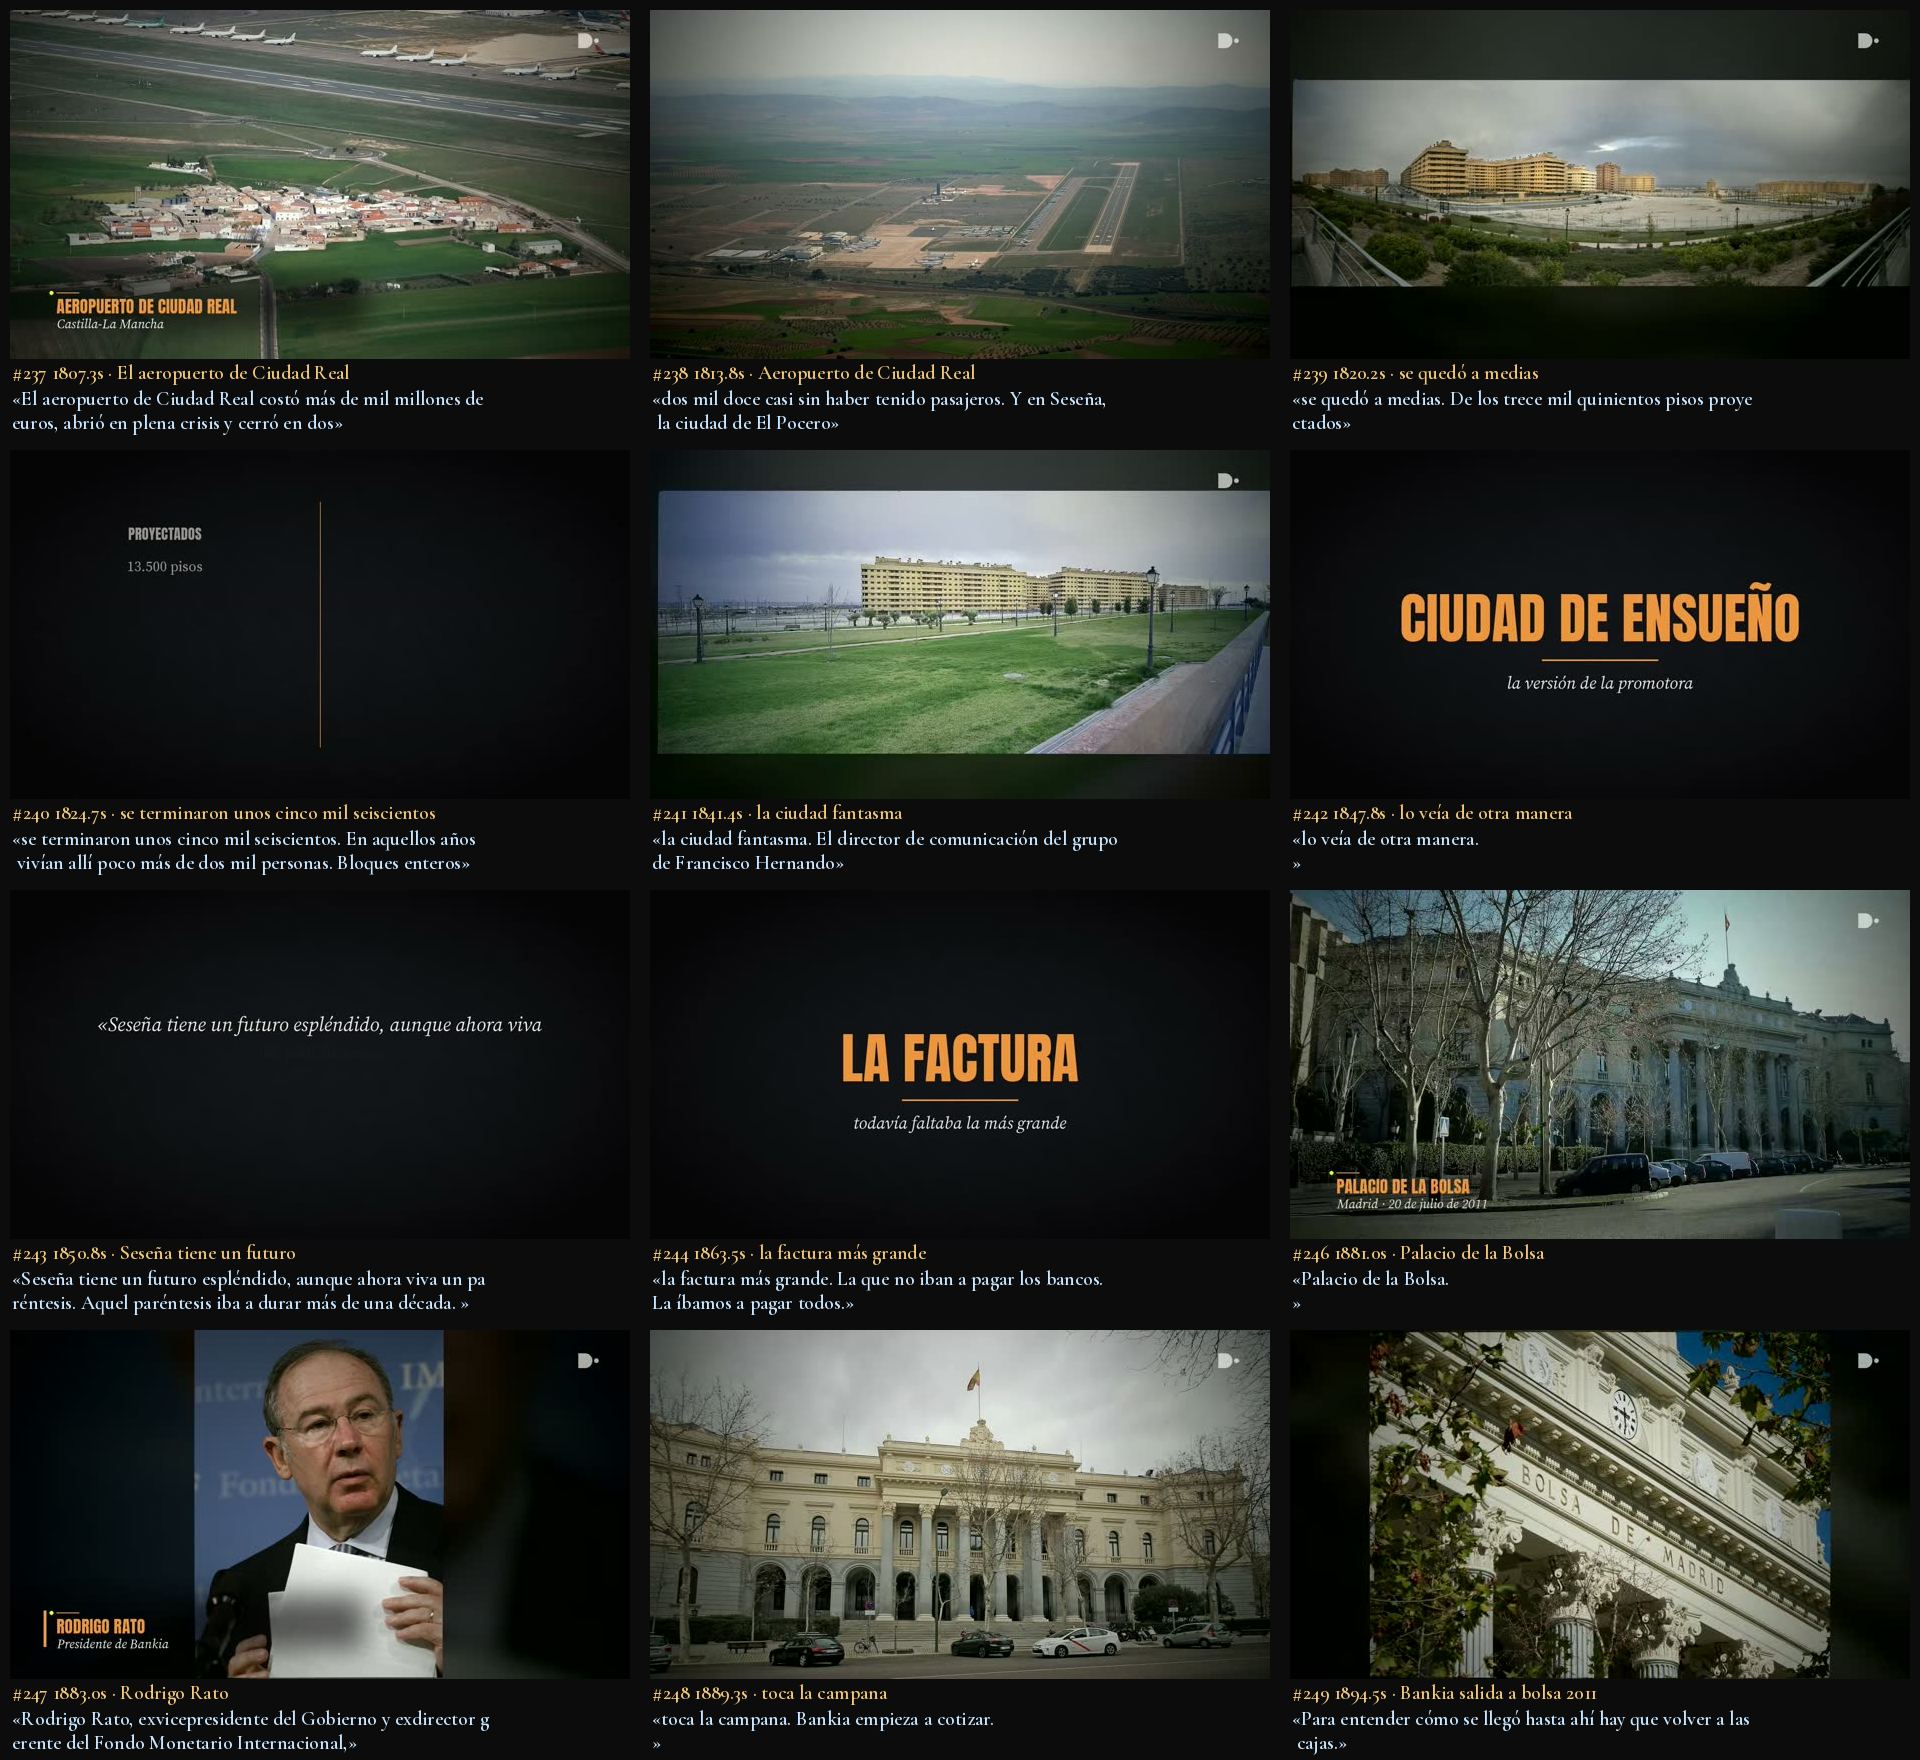 AEROPUERTO DE CIUDAD REAL
Castilla-La Mancha
#237 1807.3s · El aeropuerto de Ciudad Real
«El aeropuerto de Ciudad Real costó más de mil millones de
euros, abrió en plena crisis y cerró en dos»
#238 1813.8s · Aeropuerto de Ciudad Real
«dos mil doce casi sin haber tenido pasajeros. Y en Seseña,
la ciudad de El Pocero»
#239 1820.2s · se quedó a medias
«se quedó a medias. De los trece mil quinientos pisos proye
ctados»
PROYECTADOS
13.500 pisos
#240 1824.7s · se terminaron unos cinco mil seiscientos
«se terminaron unos cinco mil seiscientos. En aquellos años
vivían allí poco más de dos mil personas. Bloques enteros»
#241 1841.4s · la ciudad fantasma
«la ciudad fantasma. El director de comunicación del grupo
de Francisco Hernando»
CIUDAD DE ENSUEÑO
la versión de la promotora
#242 1847.8s · lo veía de otra manera
«lo veía de otra manera.
»
«Seseña tiene un futuro espléndido, aunque ahora viva
#243 1850.8s · Seseña tiene un futuro
«Seseña tiene un futuro espléndido, aunque ahora viva un pa
réntesis. Aquel paréntesis iba a durar más de una década. »
LA FACTURA
todavía faltaba la más grande
#244 1863.5s · la factura más grande
«la factura más grande. La que no iban a pagar los bancos.
La íbamos a pagar todos.»
PALACIO DE LA BOLSA
Madrid · 20 de julio de 2011
#246 1881.0s · Palacio de la Bolsa
«Palacio de la Bolsa.
»
IM
Fond
RODRIGO RATO
Presidente de Bankia
#247 1883.0s · Rodrigo Rato
«Rodrigo Rato, exvicepresidente del Gobierno y exdirector g
erente del Fondo Monetario Internacional,»
#248 1889.3s · toca la campana
«toca la campana. Bankia empieza a cotizar.
»
BOLSA DE MADRID
#249 1894.5s · Bankia salida a bolsa 2011
«Para entender cómo se llegó hasta ahí hay que volver a las
cajas.»